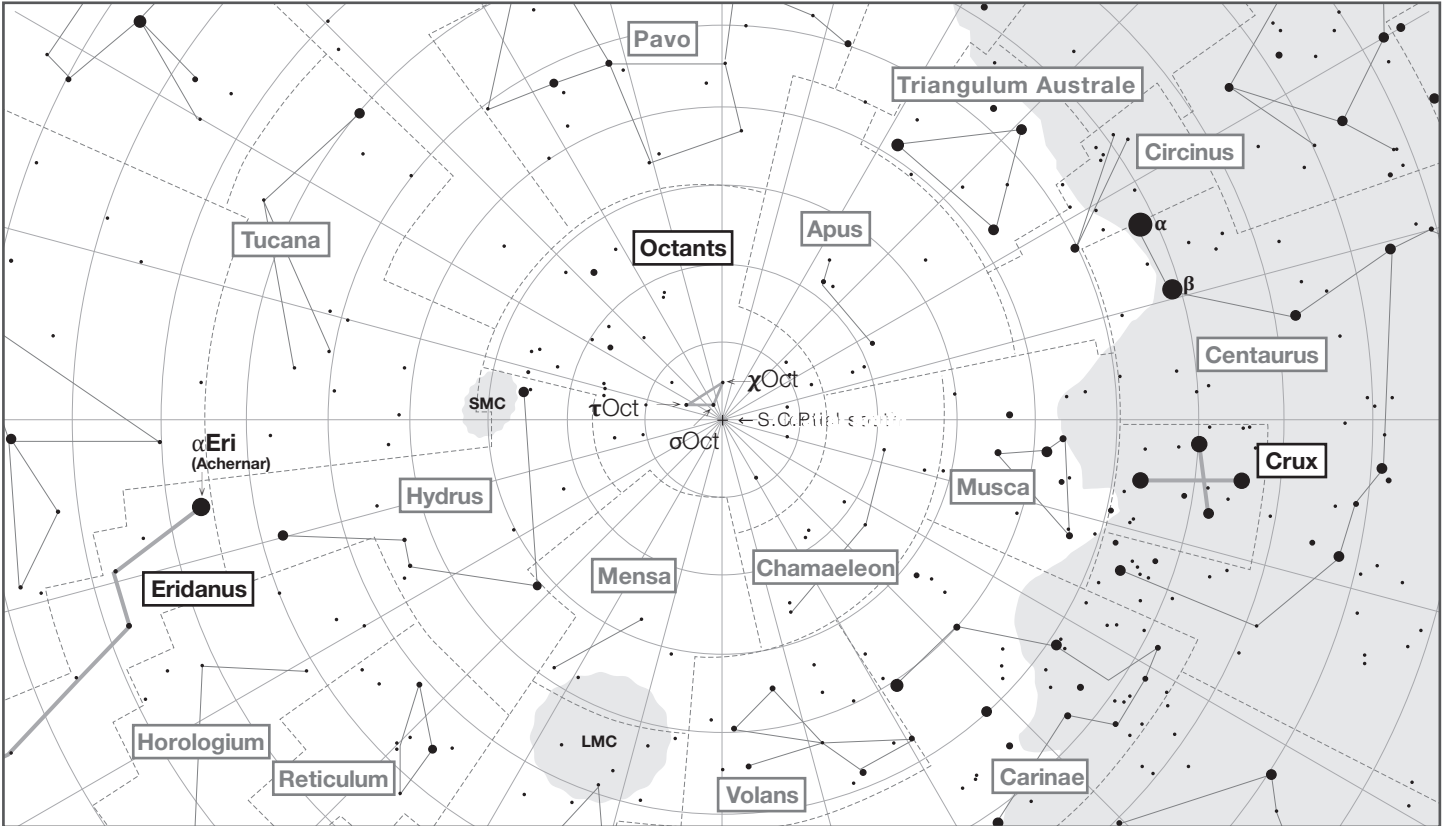 Pavo
Triangulum Australe
Circinus
α
Tucana
Octants
Apus
β
Centaurus
χOct
SMC
τOct
σOct
αEri
(Achernar)
Crux
Hydrus
Musca
Mensa
Chamaeleon
Eridanus
Horologium
LMC
Reticulum
Volans
Carinae